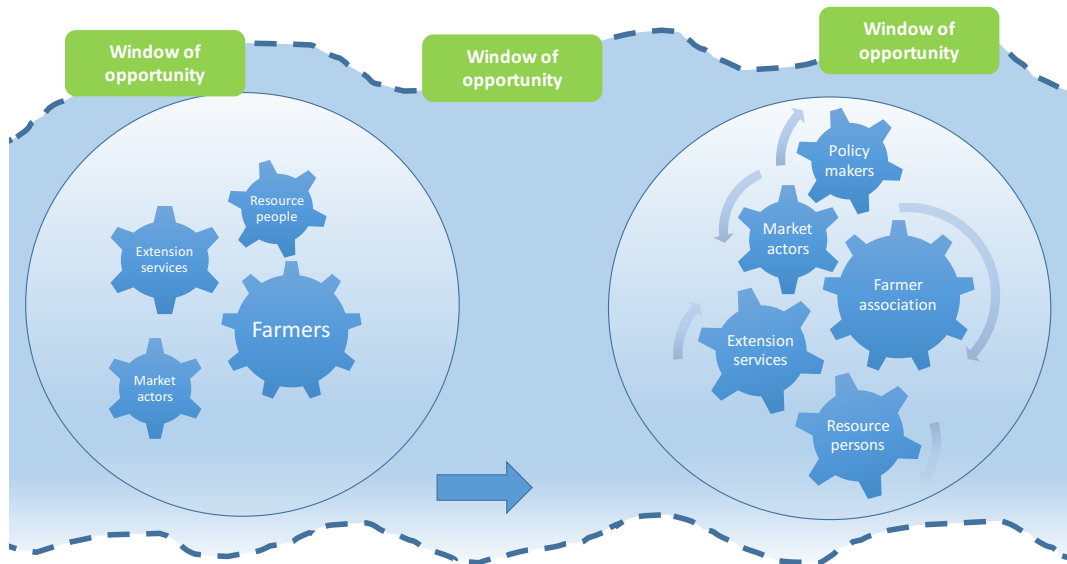 Window of
opportunity
Window of
opportunity
Window of
opportunity
Resource
people
Extension
services
Farmers
Market
actors
Policy
makers
Market
actors
Farmer
association
Extension
services
Resource
persons